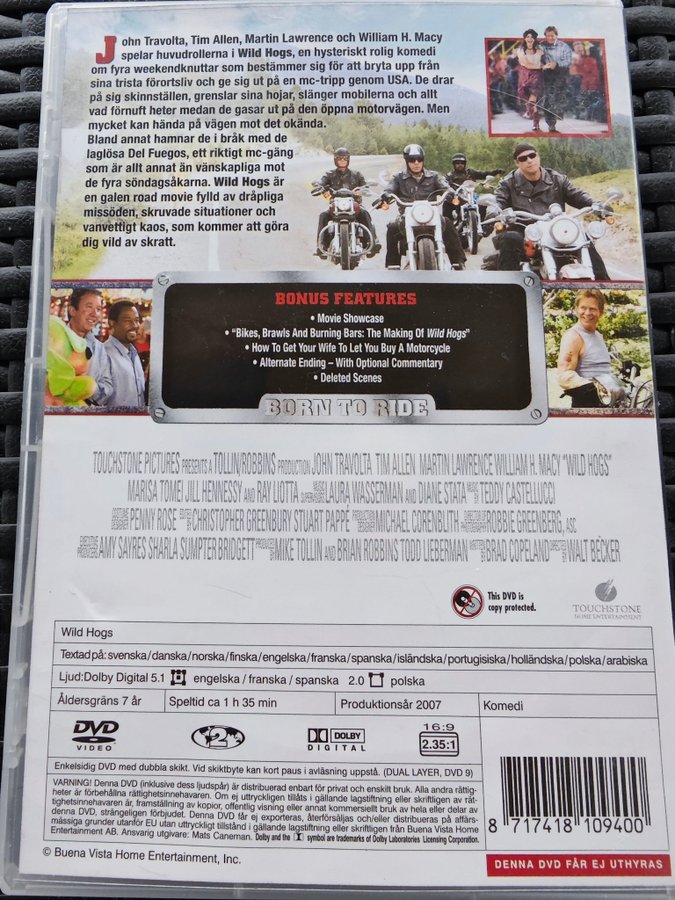 John Travolta, Tim Allen, Martin Lawrence och William H. Macy
spelar huvudrollerna i Wild Hogs, en hysteriskt rolig komedi
om fyra weekendknuttar som bestämmer sig för att bryta upp från
sina trista förortsliv och ge sig ut på en mc-tripp genom USA. De drar
på sig skinnställen, grenslar sina hojar, slänger mobilerna och allt
vad förnuft heter medan de gasar ut på den öppna motorvägen. Men
mycket kan hända på vägen mot det okända.
Bland annat hamnar de i bråk med de
laglösa Del Fuegos, ett riktigt mc-gäng
som är allt annat än vänskapliga mot
de fyra söndagsåkarna. Wild Hogs är
en galen road movie fylld av dråpliga
missöden, skruvade situationer och
vanvettigt kaos, som kommer att göra
dig vild av skratt.
BONUS FEATURES
• Movie Showcase
• "Bikes, Brawls And Burning Bars: The Making Of Wild Hogs"
• How To Get Your Wife To Let You Buy A Motorcycle
• Alternate Ending – With Optional Commentary
• Deleted Scenes
BORN TO RIDE
TOUCHSTONE PICTURES PRESENTS A TOLLIN/ROBBINS PRODUCTION JOHN TRAVOLTA TIM ALLEN MARTIN LAWRENCE WILLIAM H. MACY "WILD HOGS"
MARISA TOMEI JILL HENNESSY AND RAY LIOTTA LAURA WASSERMAN AND DIANE STATA TEDDY CASTELLUCCI
PENNY ROSE CHRISTOPHER GREENBURY STUART PAPPÉ MICHAEL CORENBLITH ROBBIE GREENBERG, ASC
AMY SAYRES SHARLA SUMPTER BRIDGETT MIKE TOLLIN AND BRIAN ROBBINS TODD LIEBERMAN BRAD COPELAND WALT BECKER
This DVD is
copy protected.
TOUCHSTONE
HOME ENTERTAINMENT
Wild Hogs
Textad på: svenska/danska/norska/finska/engelska/franska/spanska/isländska/portugisiska/holländska/polska/arabiska
Ljud:Dolby Digital 5.1 engelska / franska / spanska 2.0 polska
Åldersgräns 7 år Speltid ca 1 h 35 min Produktionsår 2007 Komedi
DVD
VIDEO
2
DOLBY
DIGITAL
16:9
2.35:1
Enkelsidig DVD med dubbla skikt. Vid skiktbyte kan kort paus i avläsning uppstå. (DUAL LAYER, DVD 9)
VARNING! Denna DVD (inklusive dess ljudspår) är distribuerad enbart för privat och enskilt bruk. Alla andra rättig-
heter är förbehållna rättighetsinnehavaren. Om ej uttryckligen tillåts i gällande lagstiftning eller skriftligen av rät-
tighetsinnehavaren är, framställning av kopior, offentlig visning eller annat kommersiellt bruk av hela eller delar av
denna DVD, strängeligen förbjudet. Denna DVD får ej exporteras, återförsäljas och/eller distribueras på affärs-
mässiga grunder utanför EU utan uttryckligt tillstånd i gällande lagstiftning eller skriftligen från Buena Vista Home
Entertainment AB. Ansvarig utgivare: Mats Caneman. Dolby and the symbol are trademarks of Dolby Laboratories Licensing Corporation.
© Buena Vista Home Entertainment, Inc.
8 717418 109400
DENNA DVD FÅR EJ UTHYRAS